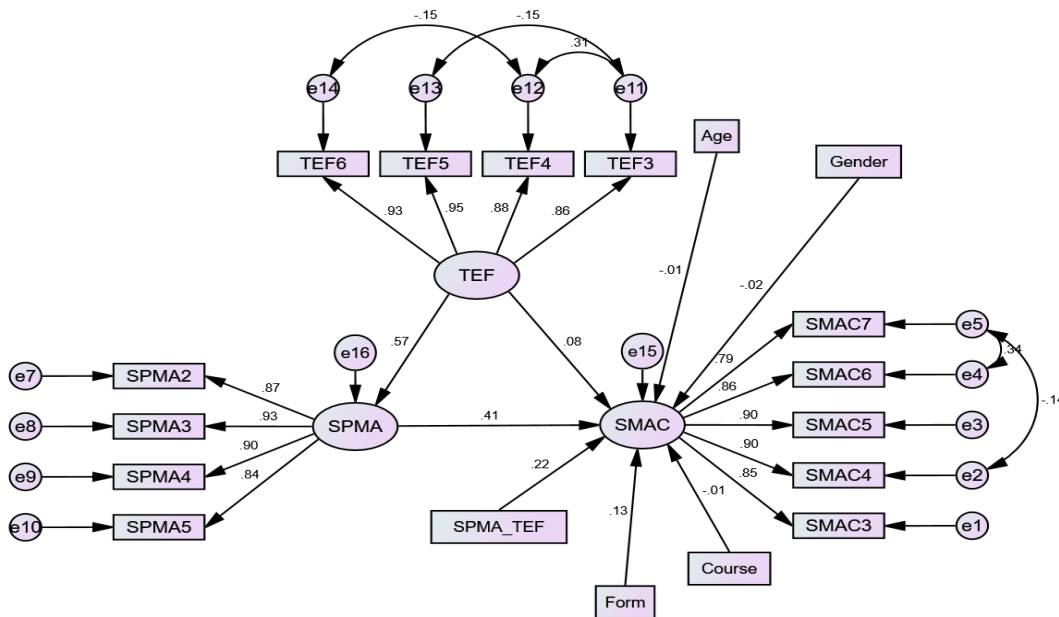 -.15
-.15
.31
e14
e13
e12
e11
TEF6
TEF5
TEF4
TEF3
Age
Gender
.93
.95
.88
.86
TEF
-.01
-.02
.57
.08
e16
e15
SMAC7
e5
.79
.34
SMAC6
e4
.86
-.14
e7
SPMA2
.87
e8
SPMA3
.93
SPMA
.41
SMAC
.90
SMAC5
e3
.90
.90
e9
SPMA4
.84
.85
SMAC4
e2
.22
-.01
e10
SPMA5
SPMA_TEF
.13
SMAC3
e1
Course
Form